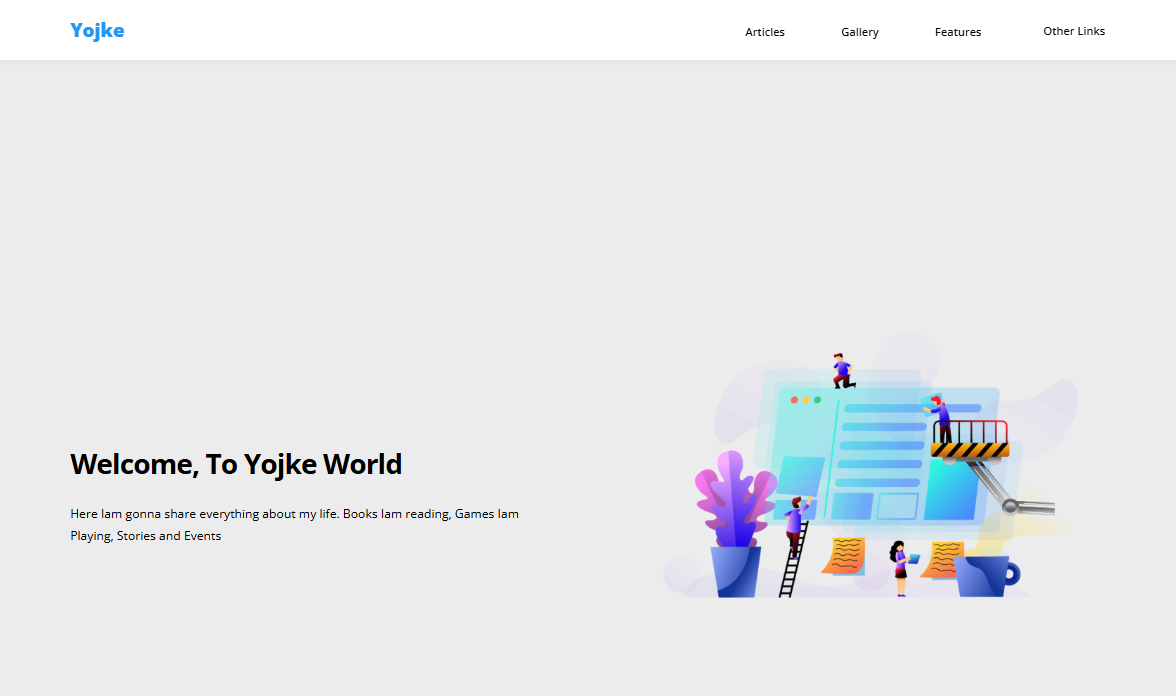 Yojke
Articles Gallery Features Other Links
Welcome, To Yojke World
Here Iam gonna share everything about my life. Books Iam reading, Games Iam
Playing, Stories and Events